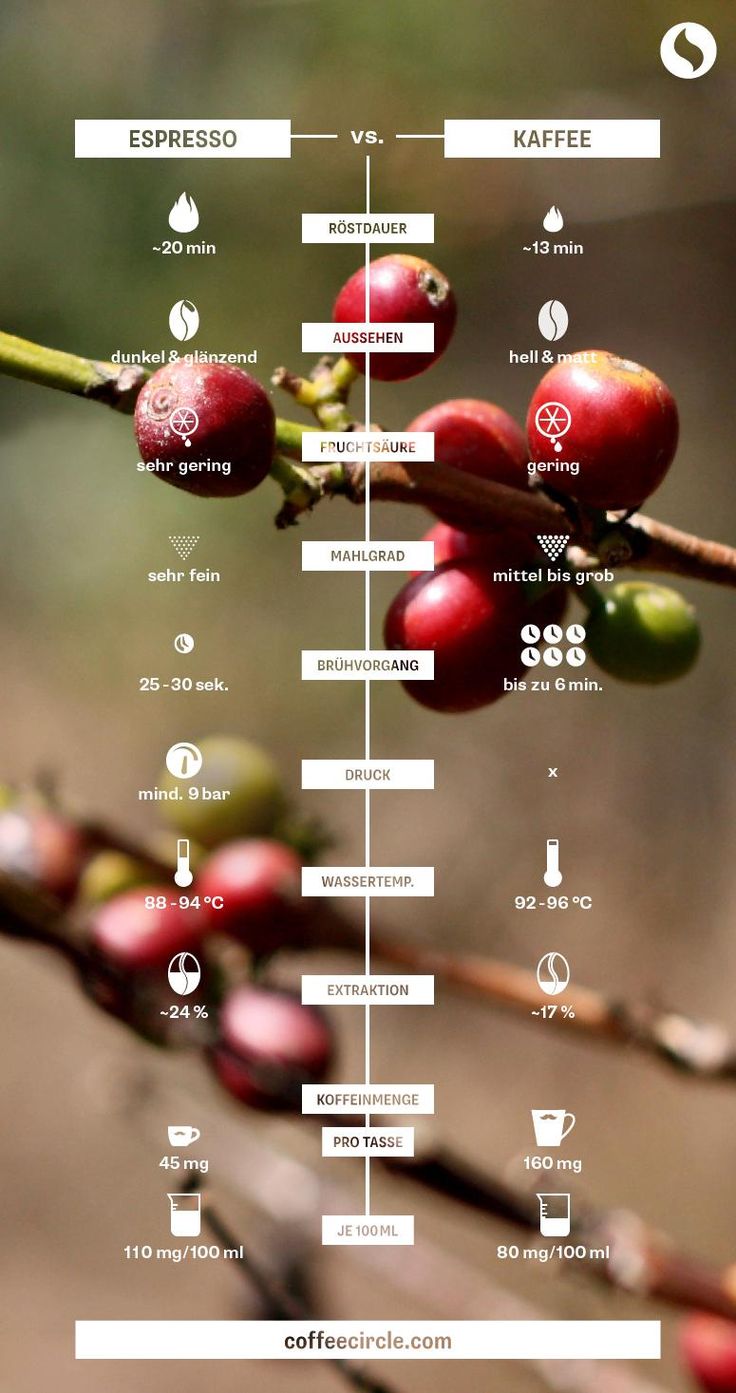 ESPRESSO vs. KAFFEE
RÖSTDAUER
~20 min ~13 min
AUSSEHEN
dunkel & glänzend hell & matt
FRUCHTSÄURE
sehr gering gering
MAHLGRAD
sehr fein mittel bis grob
BRÜHVORGANG
25-30 sek. bis zu 6 min.
DRUCK
mind. 9 bar x
WASSERTEMP.
88-94 °C 92-96 °C
EXTRAKTION
~24 % ~17 %
KOFFEINMENGE
PRO TASSE
45 mg 160 mg
JE 100 ML
110 mg/100 ml 80 mg/100 ml
coffeecircle.com